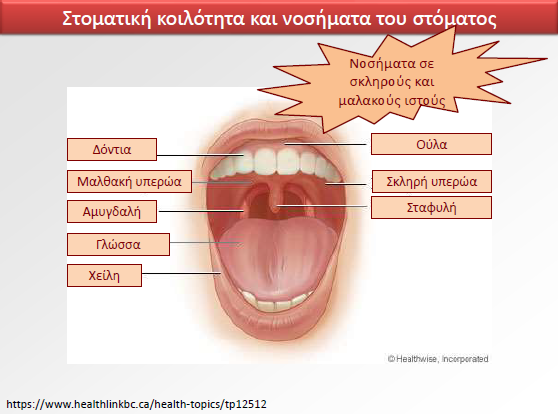 Στοματική κοιλότητα και νοσήματα του στόματος
Νοσήματα σε
σκληρούς και
μαλακούς ιστούς
Δόντια
Ούλα
Μαλθακή υπερώα
Σκληρή υπερώα
Αμυγδαλή
Σταφυλή
Γλώσσα
Χείλη
© Healthwise, Incorporated
https://www.healthlinkbc.ca/health-topics/tp12512